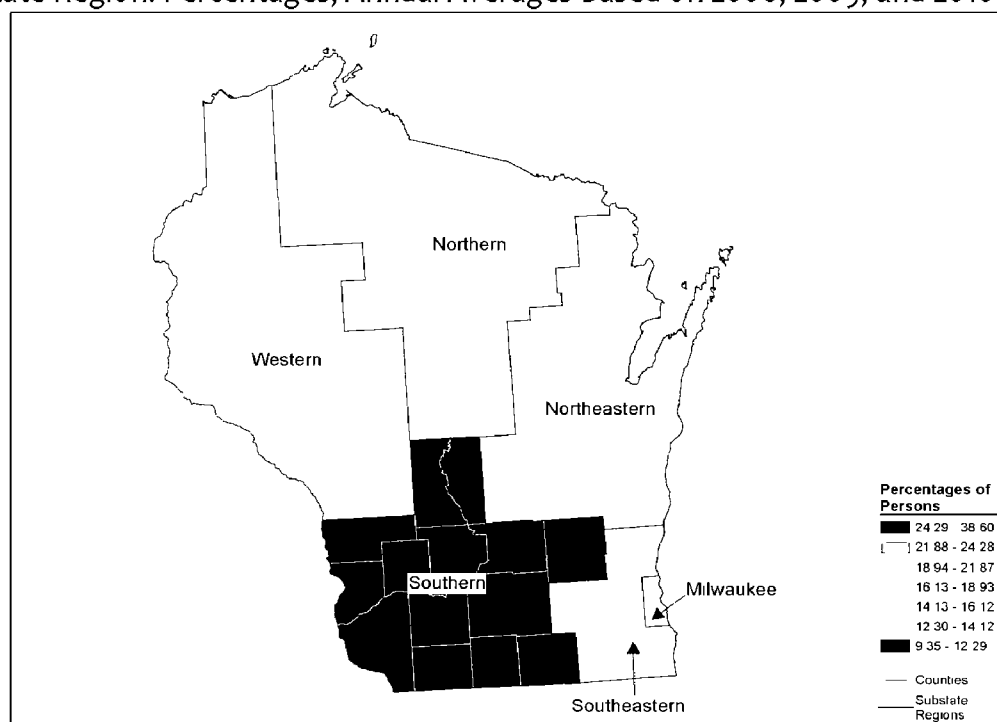 Northern
Western
Northeastern
Southern
Milwaukee
Southeastern
Percentages of
Persons
24 29 38 60
21 88 - 24 28
18 94 - 21 87
16 13 - 18 93
14 13 - 16 12
12 30 - 14 12
9 35 - 12 29
Counties
Substate
Regions